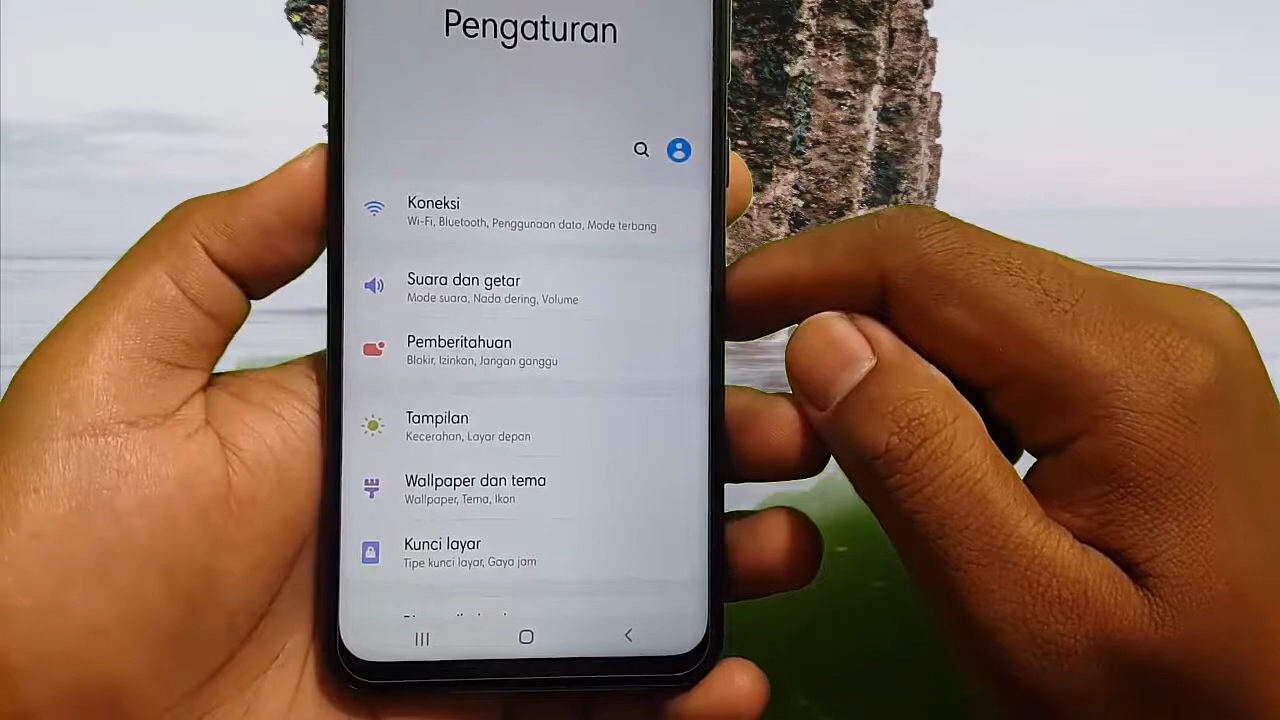 Pengaturan
Koneksi
Wi-Fi, Bluetooth, Penggunaan data, Mode terbang
Suara dan getar
Mode suara, Nada dering, Volume
Pemberitahuan
Blokir, Izinkan, Jangan ganggu
Tampilan
Kecerahan, Layar depan
Wallpaper dan tema
Wallpaper, Tema, Ikon
Kunci layar
Tipe kunci layar, Gaya jam